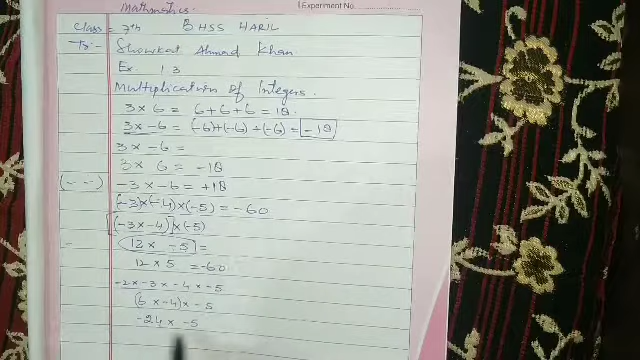 Mathematics.
Experiment No.
Class = 7th BHSS HARIL
Tr:- Showkat Ahmad Khan
Ex 1.3
Multiplication of Integers.
3 x 6 = 6+6+6 = 18.
3 x -6 = (-6)+(-6)+(-6) = -18
3 x -6 =
3 x 6 = -18
(- -) -3 x -6 = +18
(-3)x(-4)x(-5) = -60
[(-3 x -4)]x(-5)
(12 x -5) =
12 x 5 = -60
-2 x -3 x -4 x -5
(6 x -4) x -5
-24 x -5